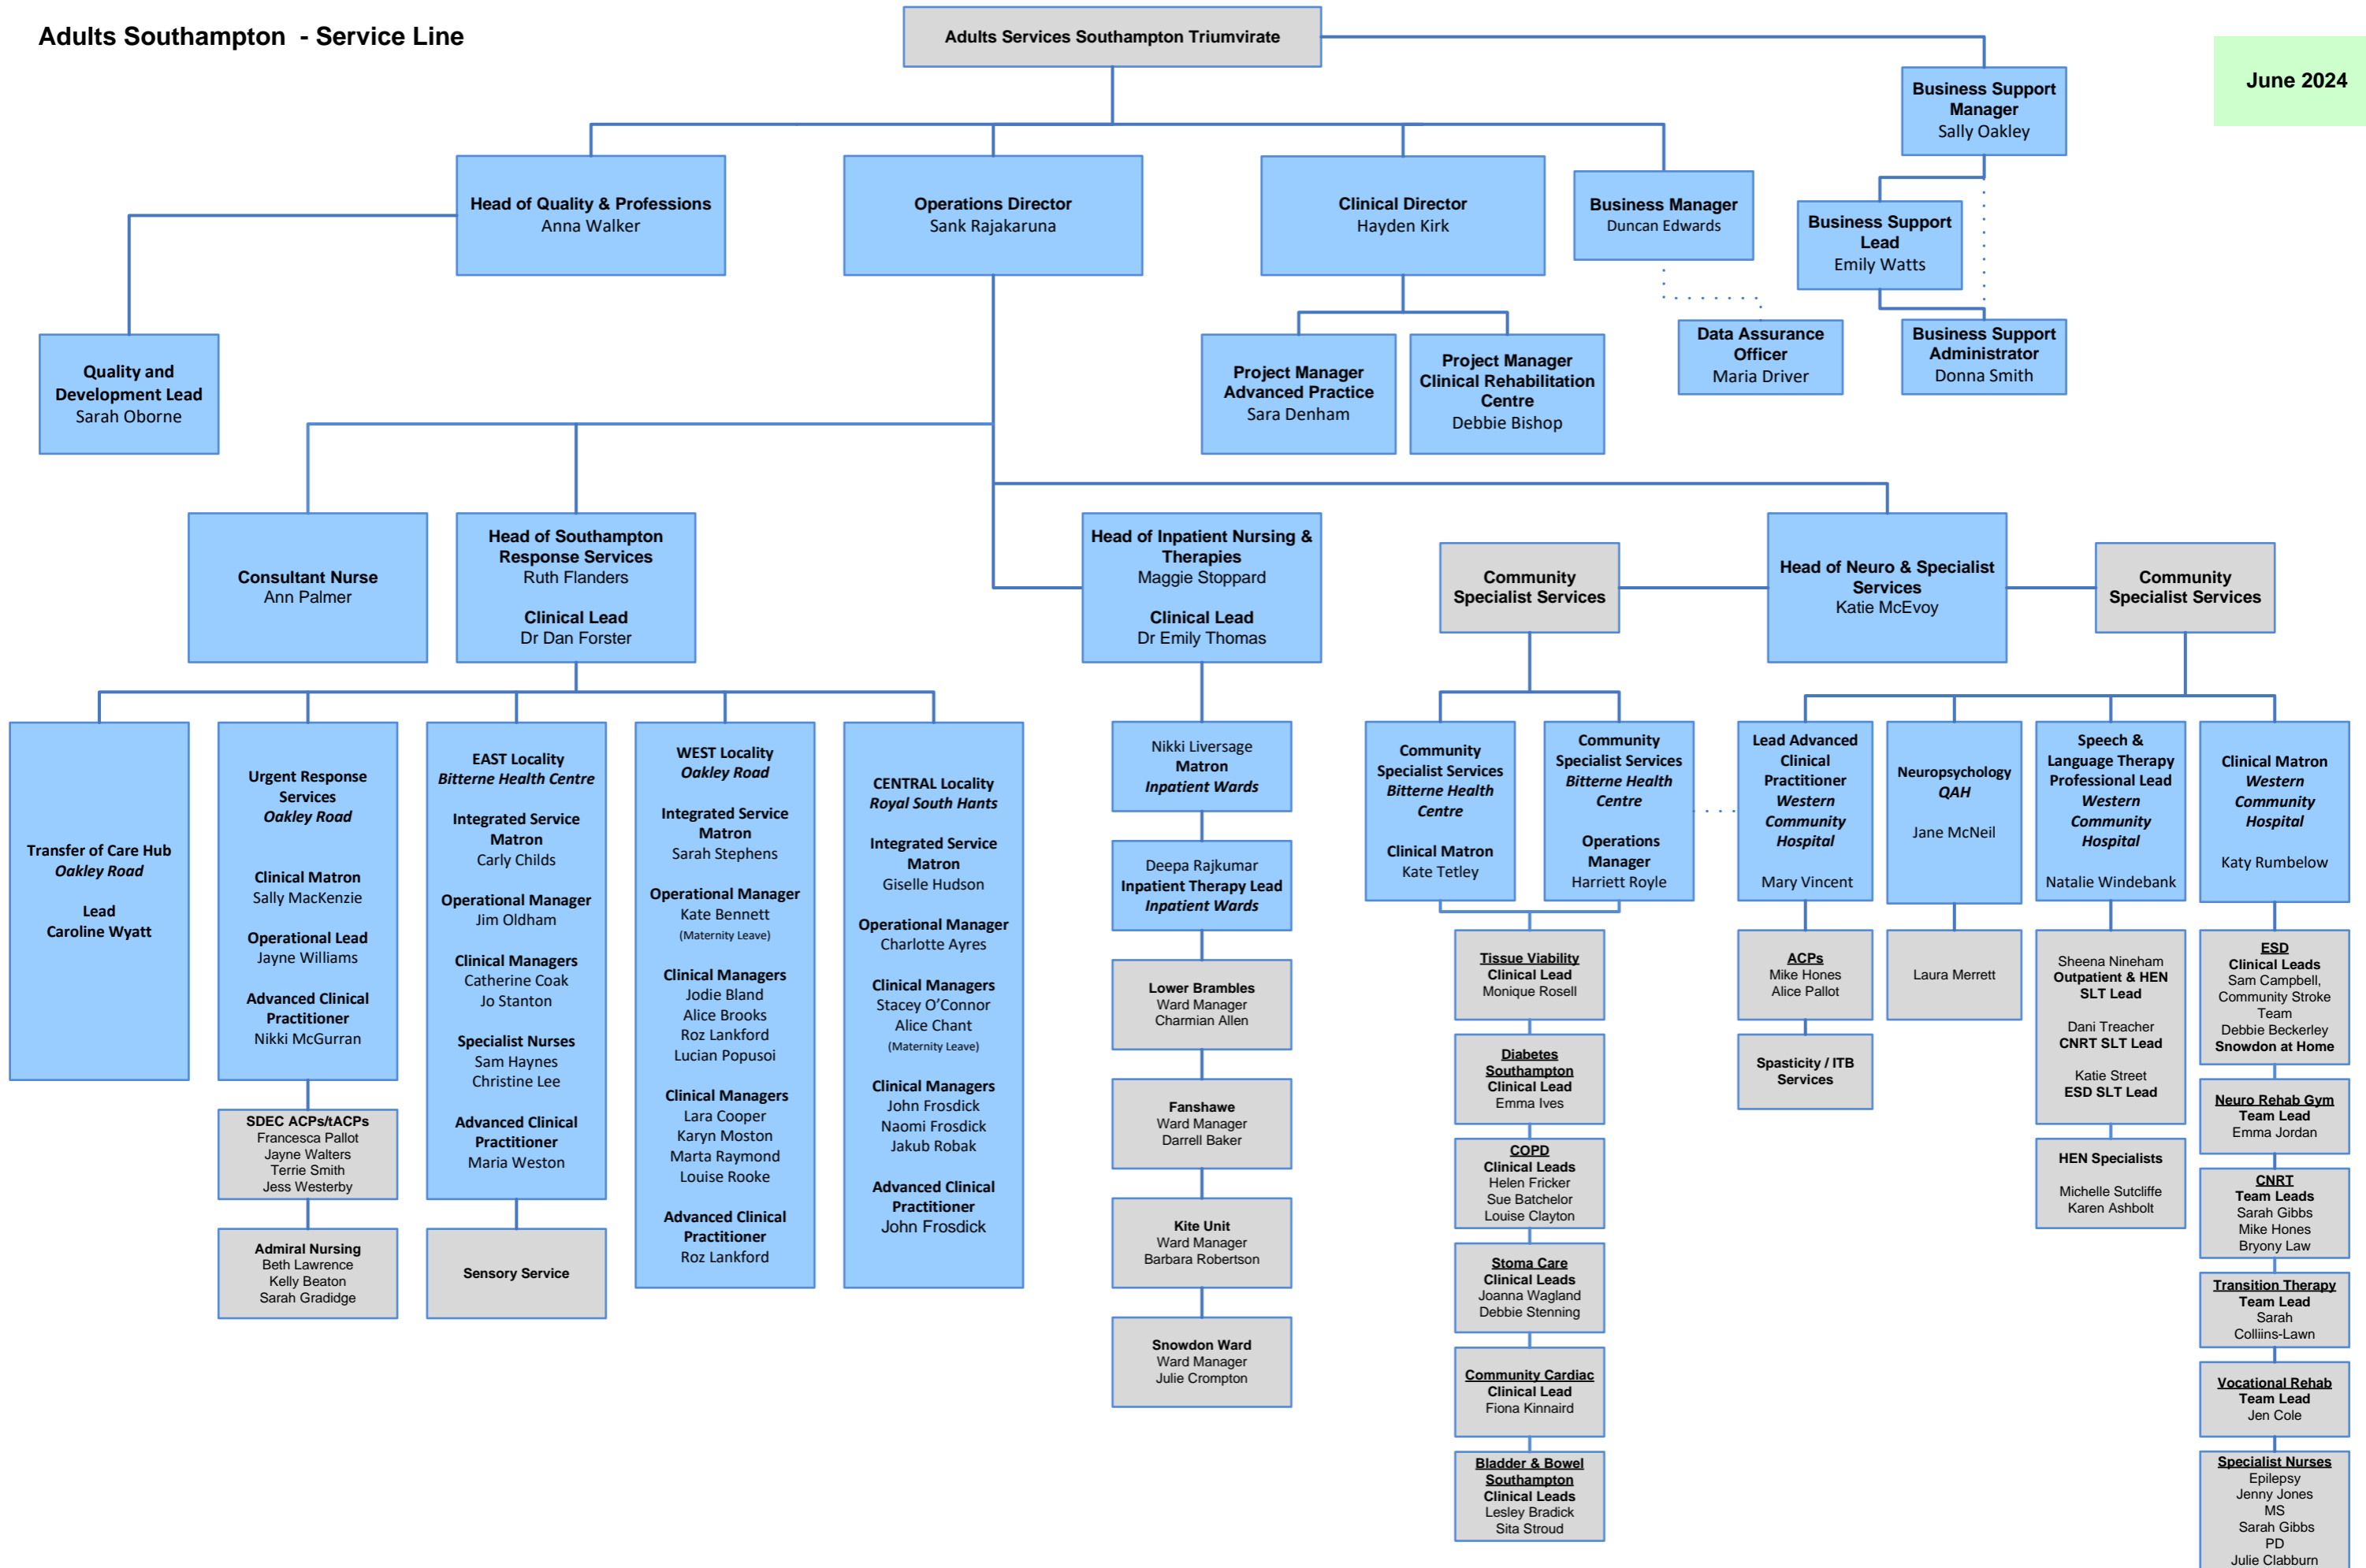 Adults Southampton - Service Line
Adults Services Southampton Triumvirate
June 2024
Business Support
Manager
Sally Oakley
Head of Quality & Professions
Anna Walker
Operations Director
Sank Rajakaruna
Clinical Director
Hayden Kirk
Business Manager
Duncan Edwards
Business Support
Lead
Emily Watts
Quality and
Development Lead
Sarah Oborne
Project Manager
Advanced Practice
Sara Denham
Project Manager
Clinical Rehabilitation
Centre
Debbie Bishop
Data Assurance
Officer
Maria Driver
Business Support
Administrator
Donna Smith
Consultant Nurse
Ann Palmer
Head of Southampton
Response Services
Ruth Flanders
Clinical Lead
Dr Dan Forster
Head of Inpatient Nursing &
Therapies
Maggie Stoppard
Clinical Lead
Dr Emily Thomas
Community
Specialist Services
Head of Neuro & Specialist
Services
Katie McEvoy
Community
Specialist Services
Transfer of Care Hub
Oakley Road
Lead
Caroline Wyatt
Urgent Response
Services
Oakley Road
Clinical Matron
Sally MacKenzie
Operational Lead
Jayne Williams
Advanced Clinical
Practitioner
Nikki McGurran
SDEC ACPs/tACPs
Francesca Pallot
Jayne Walters
Terrie Smith
Jess Westerby
Admiral Nursing
Beth Lawrence
Kelly Beaton
Sarah Gradidge
EAST Locality
Bitterne Health Centre
Integrated Service
Matron
Carly Childs
Operational Manager
Jim Oldham
Clinical Managers
Catherine Coak
Jo Stanton
Specialist Nurses
Sam Haynes
Christine Lee
Advanced Clinical
Practitioner
Maria Weston
Sensory Service
WEST Locality
Oakley Road
Integrated Service
Matron
Sarah Stephens
Operational Manager
Kate Bennett
(Maternity Leave)
Clinical Managers
Jodie Bland
Alice Brooks
Roz Lankford
Lucian Popusoi
Clinical Managers
Lara Cooper
Karyn Moston
Marta Raymond
Louise Rooke
Advanced Clinical
Practitioner
Roz Lankford
CENTRAL Locality
Royal South Hants
Integrated Service
Matron
Giselle Hudson
Operational Manager
Charlotte Ayres
Clinical Managers
Stacey O’Connor
Alice Chant
(Maternity Leave)
Clinical Managers
John Frosdick
Naomi Frosdick
Jakub Robak
Advanced Clinical
Practitioner
John Frosdick
Nikki Liversage
Matron
Inpatient Wards
Deepa Rajkumar
Inpatient Therapy Lead
Inpatient Wards
Lower Brambles
Ward Manager
Charmian Allen
Fanshawe
Ward Manager
Darrell Baker
Kite Unit
Ward Manager
Barbara Robertson
Snowdon Ward
Ward Manager
Julie Crompton
Community
Specialist Services
Bitterne Health
Centre
Clinical Matron
Kate Tetley
Community
Specialist Services
Bitterne Health
Centre
Operations
Manager
Harriett Royle
Tissue Viability
Clinical Lead
Monique Rosell
Diabetes
Southampton
Clinical Lead
Emma Ives
COPD
Clinical Leads
Helen Fricker
Sue Batchelor
Louise Clayton
Stoma Care
Clinical Leads
Joanna Wagland
Debbie Stenning
Community Cardiac
Clinical Lead
Fiona Kinnaird
Bladder & Bowel
Southampton
Clinical Leads
Lesley Bradick
Sita Stroud
Lead Advanced
Clinical
Practitioner
Western
Community
Hospital
Mary Vincent
ACPs
Mike Hones
Alice Pallot
Spasticity / ITB
Services
Neuropsychology
QAH
Jane McNeil
Laura Merrett
Speech &
Language Therapy
Professional Lead
Western
Community
Hospital
Natalie Windebank
Sheena Nineham
Outpatient & HEN
SLT Lead
Dani Treacher
CNRT SLT Lead
Katie Street
ESD SLT Lead
HEN Specialists
Michelle Sutcliffe
Karen Ashbolt
Clinical Matron
Western
Community
Hospital
Katy Rumbelow
ESD
Clinical Leads
Sam Campbell,
Community Stroke
Team
Debbie Beckerley
Snowdon at Home
Neuro Rehab Gym
Team Lead
Emma Jordan
CNRT
Team Leads
Sarah Gibbs
Mike Hones
Bryony Law
Transition Therapy
Team Lead
Sarah
Colliins-Lawn
Vocational Rehab
Team Lead
Jen Cole
Specialist Nurses
Epilepsy
Jenny Jones
MS
Sarah Gibbs
PD
Julie Clabburn